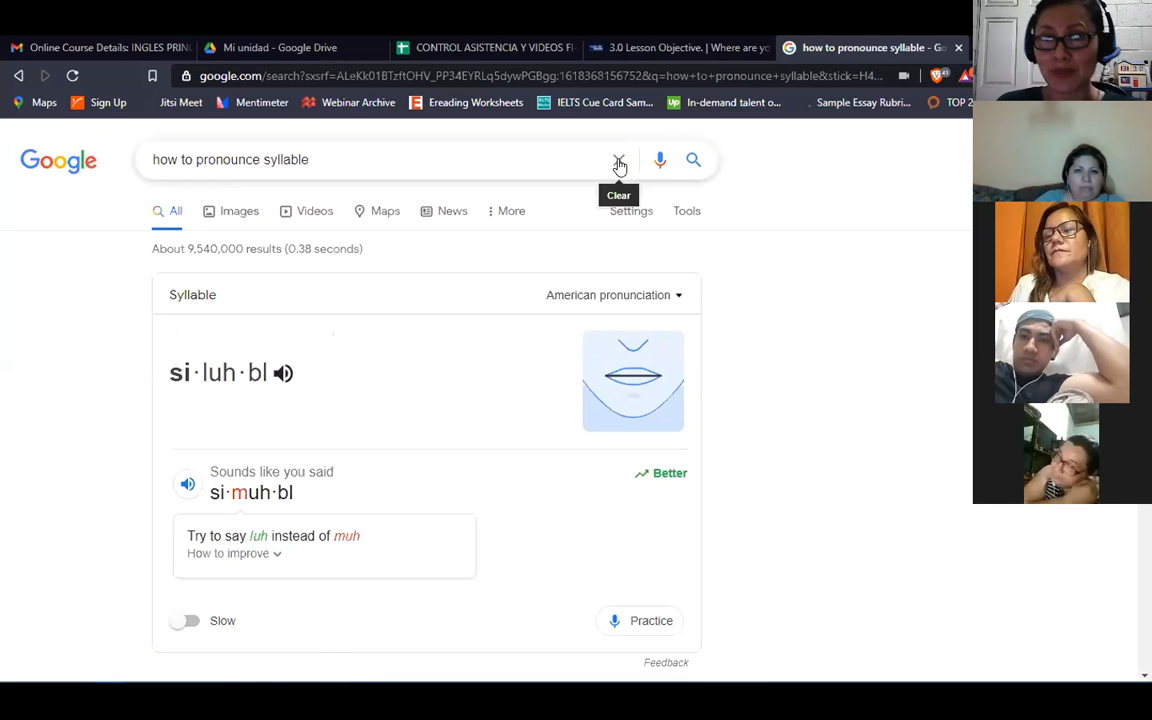 Online Course Details: INGLES PRIN
Mi unidad - Google Drive
CONTROL ASISTENCIA Y VIDEOS FI
3.0 Lesson Objective. | Where are yo
how to pronounce syllable - Go
google.com/search?sxsrf=ALeKk01BTzftOHV_PP34EYRLq5dywPGBgg:1618368156752&q=how+to+pronounce+syllable&stick=H4...
41
Maps
Sign Up
Jitsi Meet
Mentimeter
Webinar Archive
Ereading Worksheets
IELTS Cue Card Sam...
Up In-demand talent o...
Sample Essay Rubri...
TOP 2
Google
how to pronounce syllable
Clear
All
Images
Videos
Maps
News
More
Settings
Tools
About 9,540,000 results (0.38 seconds)
Syllable
American pronunciation
si·luh·bl
Sounds like you said
Better
si·muh·bl
Try to say luh instead of muh
How to improve
Slow
Practice
Feedback